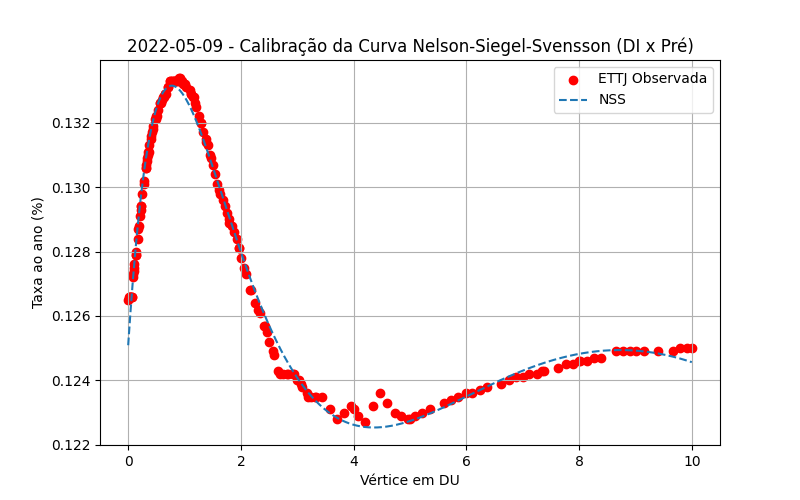 2022-05-09 - Calibração da Curva Nelson-Siegel-Svensson (DI x Pré)
ETTJ Observada
NSS
Taxa ao ano (%)
0.132
0.130
0.128
0.126
0.124
0.122
0 2 4 6 8 10
Vértice em DU